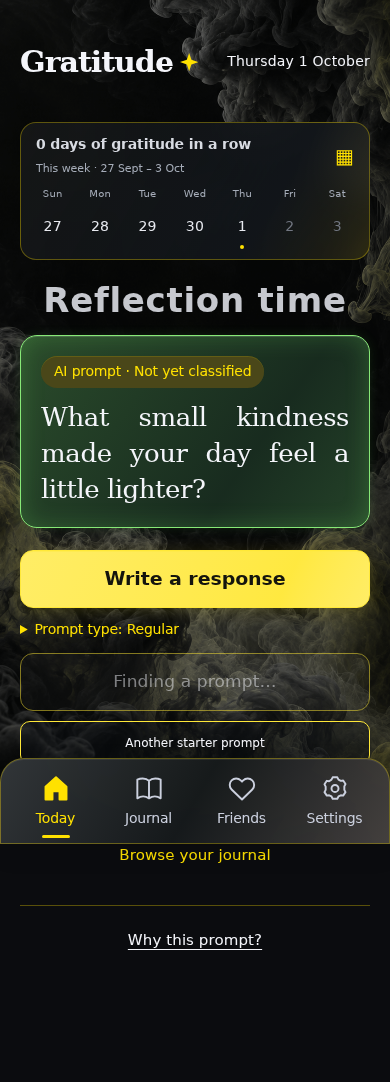 Gratitude
Thursday 1 October
0 days of gratitude in a row
This week · 27 Sept – 3 Oct
Sun Mon Tue Wed Thu Fri Sat
27 28 29 30 1 2 3
Reflection time
AI prompt · Not yet classified
What small kindness
made your day feel a
little lighter?
Write a response
Prompt type: Regular
Finding a prompt...
Another starter prompt
Today Journal Friends Settings
Browse your journal
Why this prompt?